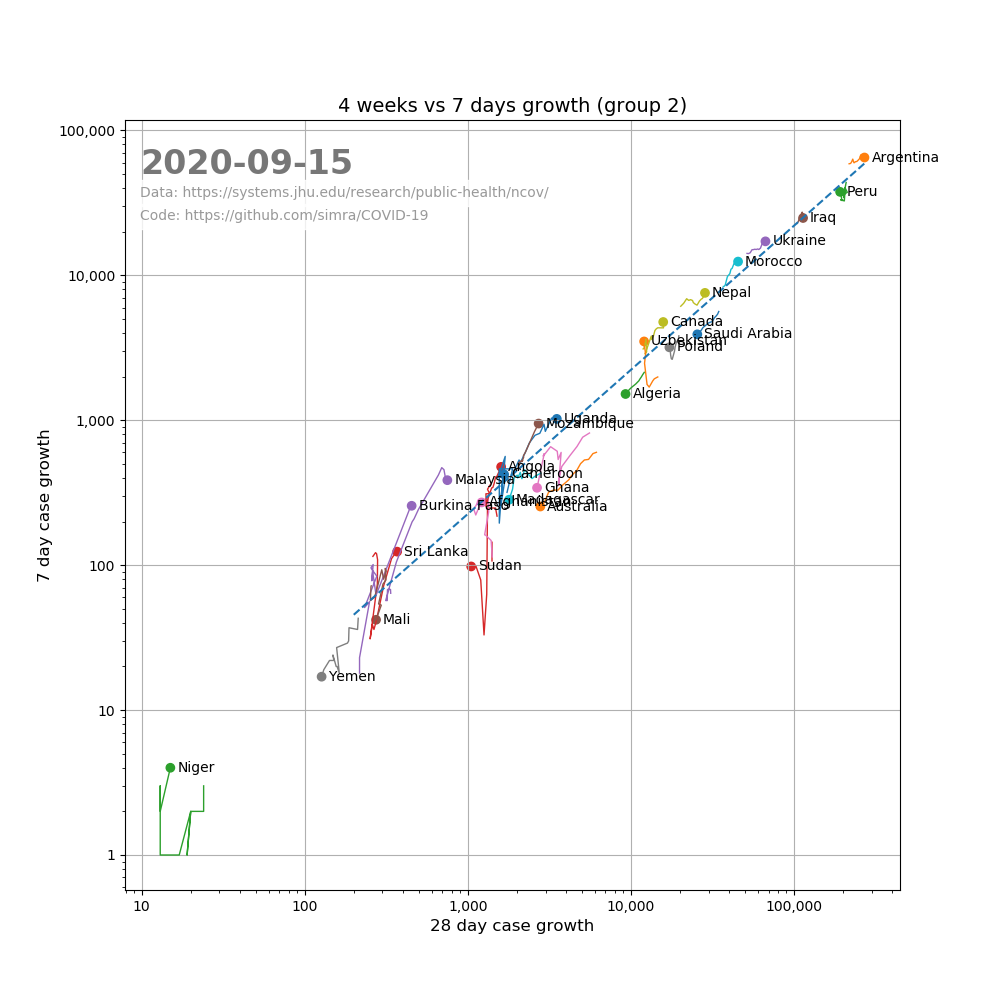 4 weeks vs 7 days growth (group 2)
100,000
2020-09-15
Argentina
Data: https://systems.jhu.edu/research/public-health/ncov/
Peru
Code: https://github.com/simra/COVID-19
Iraq
Ukraine
Morocco
10,000
Nepal
Canada
Saudi Arabia
Uzbekistan
Poland
Algeria
1,000
Uganda
Mozambique
Angola
Cameroon
Malaysia
Ghana
Madagascar
Afghanistan
Burkina Faso
Australia
7 day case growth
Sri Lanka
100
Sudan
Mali
Yemen
10
Niger
1
10 100 1,000 10,000 100,000
28 day case growth